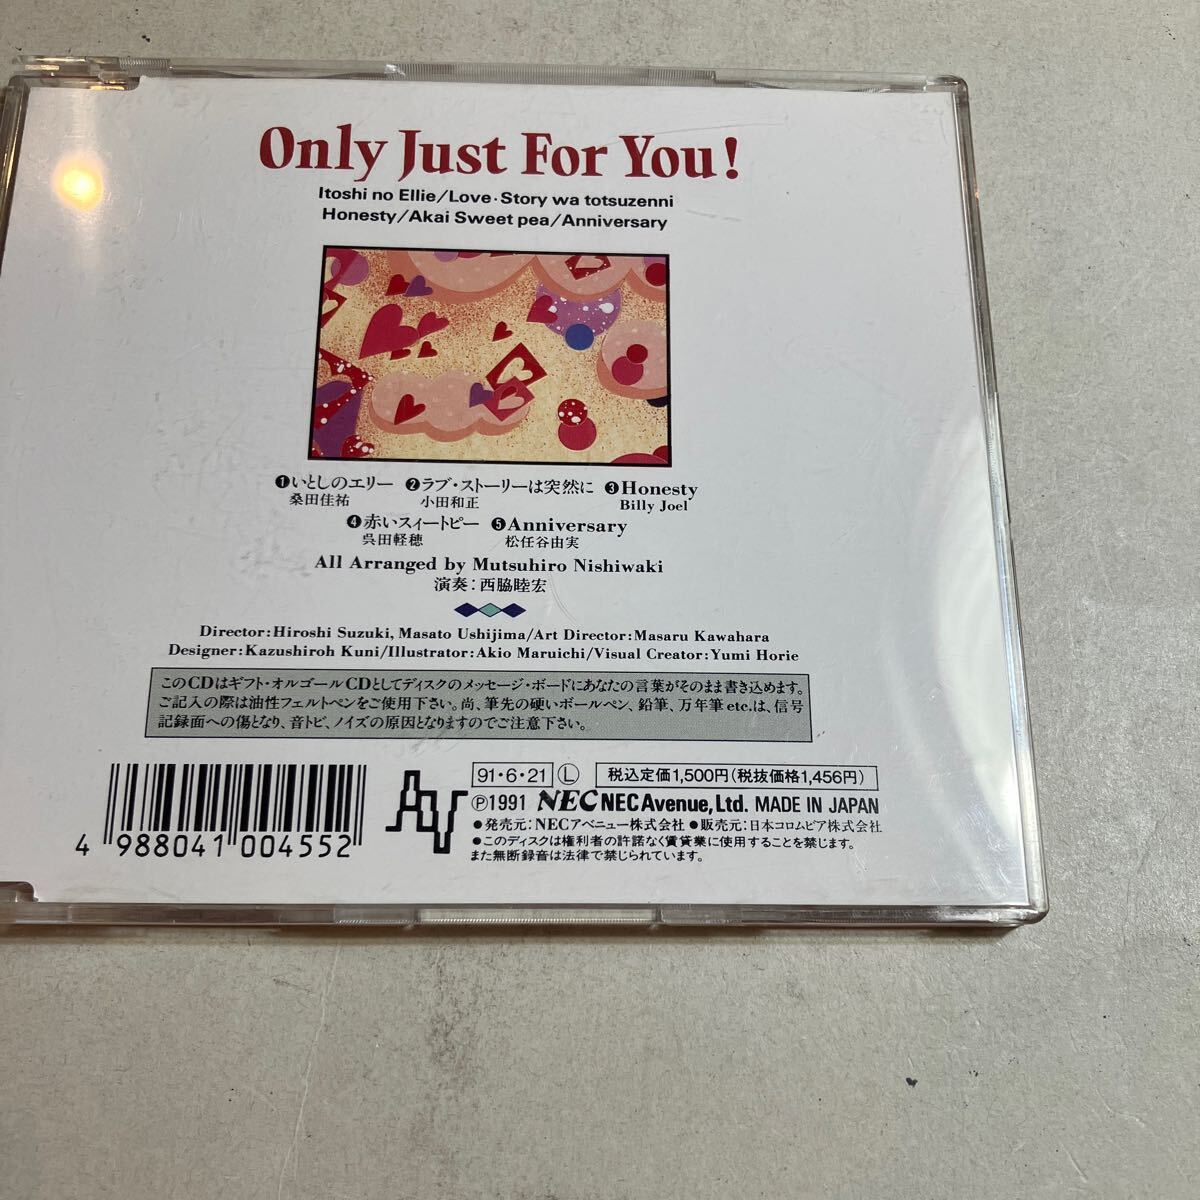 Only Just For You!
Itoshi no Ellie/Love・Story wa totsuzenni
Honesty/Akai Sweet pea/Anniversary
❶いとしのエリー ❷ラブ・ストーリーは突然に ❸Honesty
桑田佳祐 小田和正 Billy Joel
❹赤いスィートピー ❺Anniversary
呉田軽穂 松任谷由実
All Arranged by Mutsuhiro Nishiwaki
演奏：西脇睦宏
Director:Hiroshi Suzuki, Masato Ushijima/Art Director:Masaru Kawahara
Designer:Kazushiroh Kuni/Illustrator:Akio Maruichi/Visual Creator:Yumi Horie
このCDはギフト・オルゴールCDとしてディスクのメッセージ・ボードにあなたの言葉がそのまま書き込めます。
ご記入の際は油性フェルトペンをご使用下さい。尚、筆先の硬いボールペン、鉛筆、万年筆etc.は、信号
記録面への傷となり、音トビ、ノイズの原因となりますのでご注意下さい。
91・6・21 Ⓛ 税込定価1,500円(税抜価格1,456円)
Ⓟ1991 NEC NEC Avenue, Ltd. MADE IN JAPAN
●発売元：NECアベニュー株式会社 ●販売元：日本コロムビア株式会社
●このディスクは権利者の許諾なく賃貸業に使用することを禁じます。
また無断録音は法律で禁じられています。
4 988041 004552